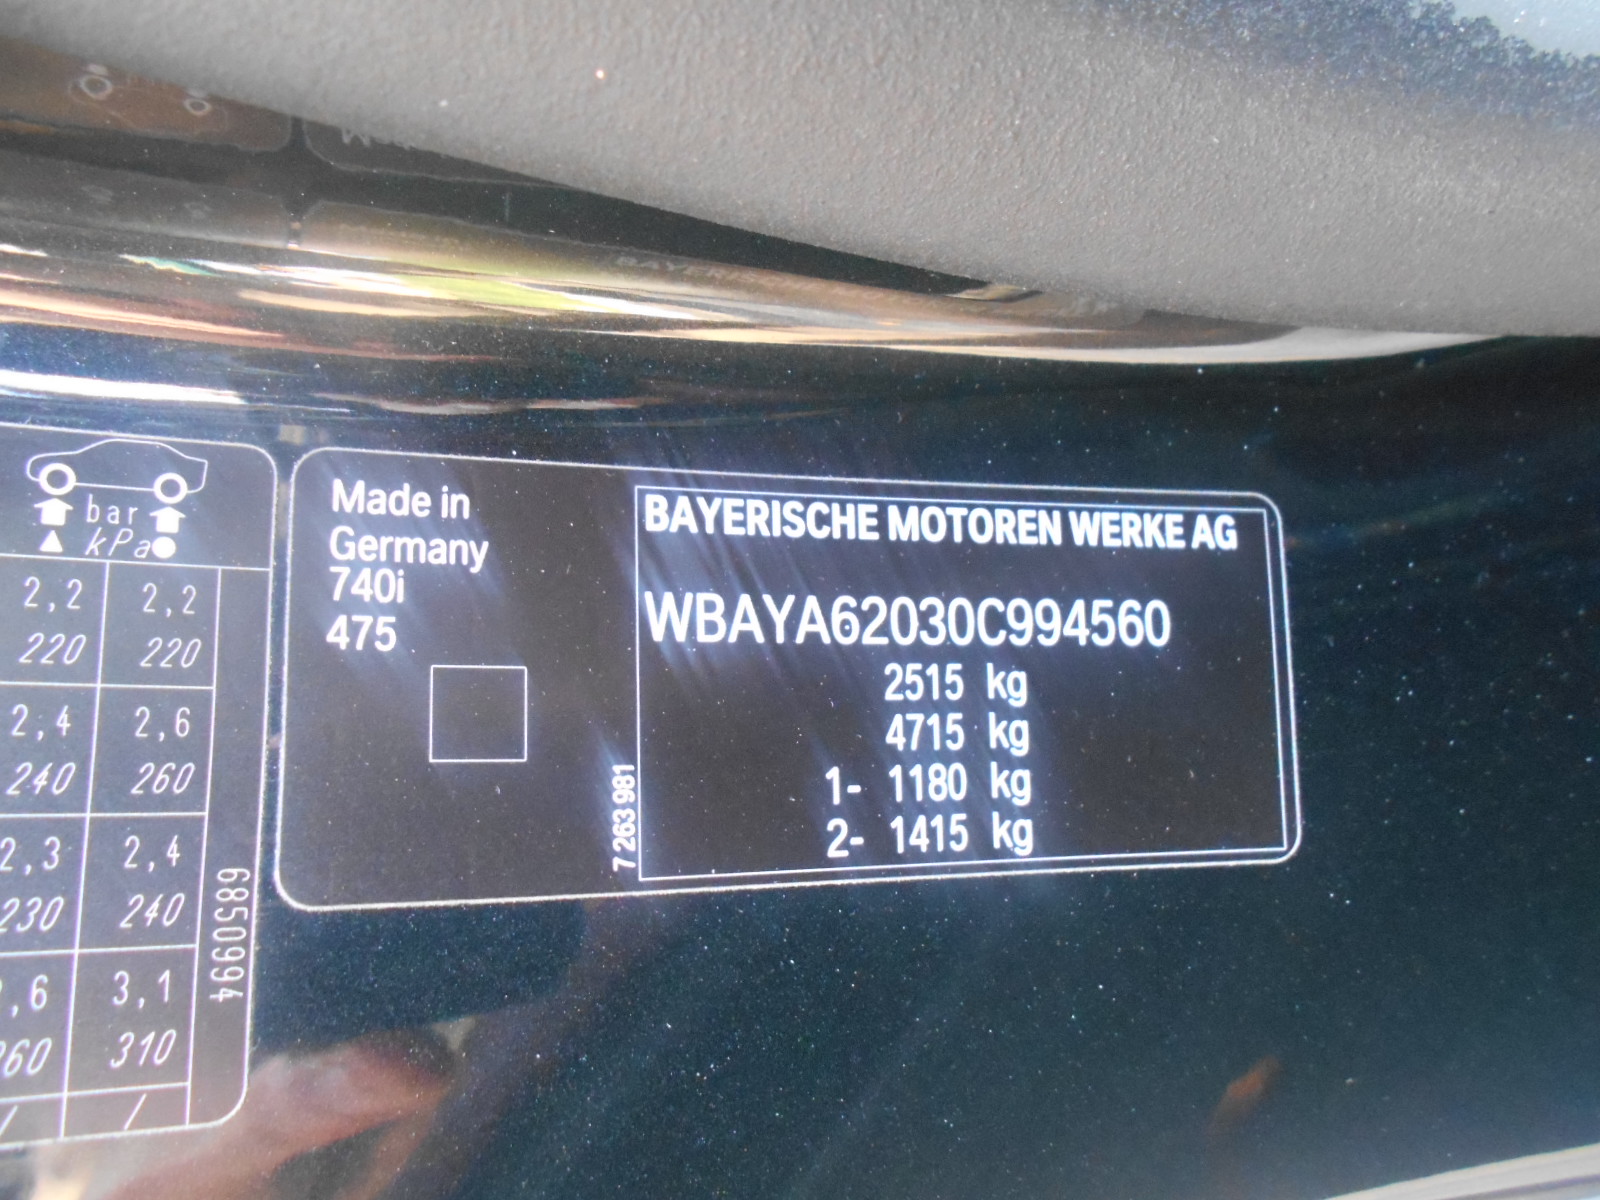 bar
kPa
2,2 2,2
220 220
2,4 2,6
240 260
2,3 2,4
230 240
,6 3,1
60 310
/ /
6850994
Made in
Germany
740i
475
7 263 981
BAYERISCHE MOTOREN WERKE AG
WBAYA62030C994560
2515 kg
4715 kg
1- 1180 kg
2- 1415 kg